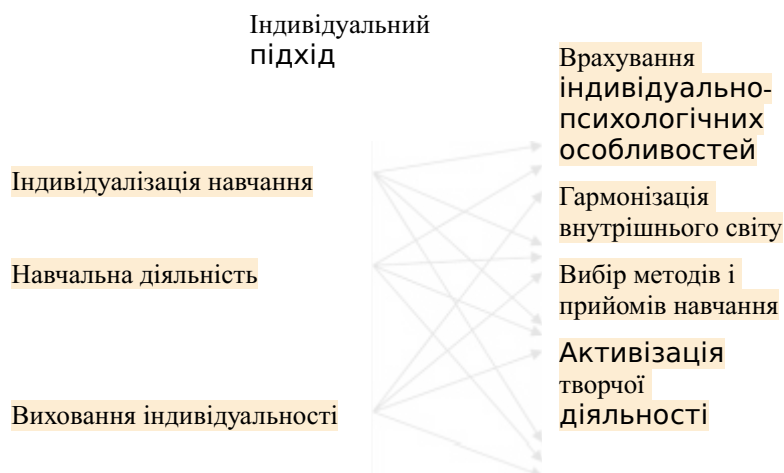 Індивідуальний
підхід
Врахування
індивідуально-
психологічних
особливостей
Індивідуалізація навчання
Гармонізація
внутрішнього світу
Навчальна діяльність
Вибір методів і
прийомів навчання
Активізація
творчої
діяльності
Виховання індивідуальності